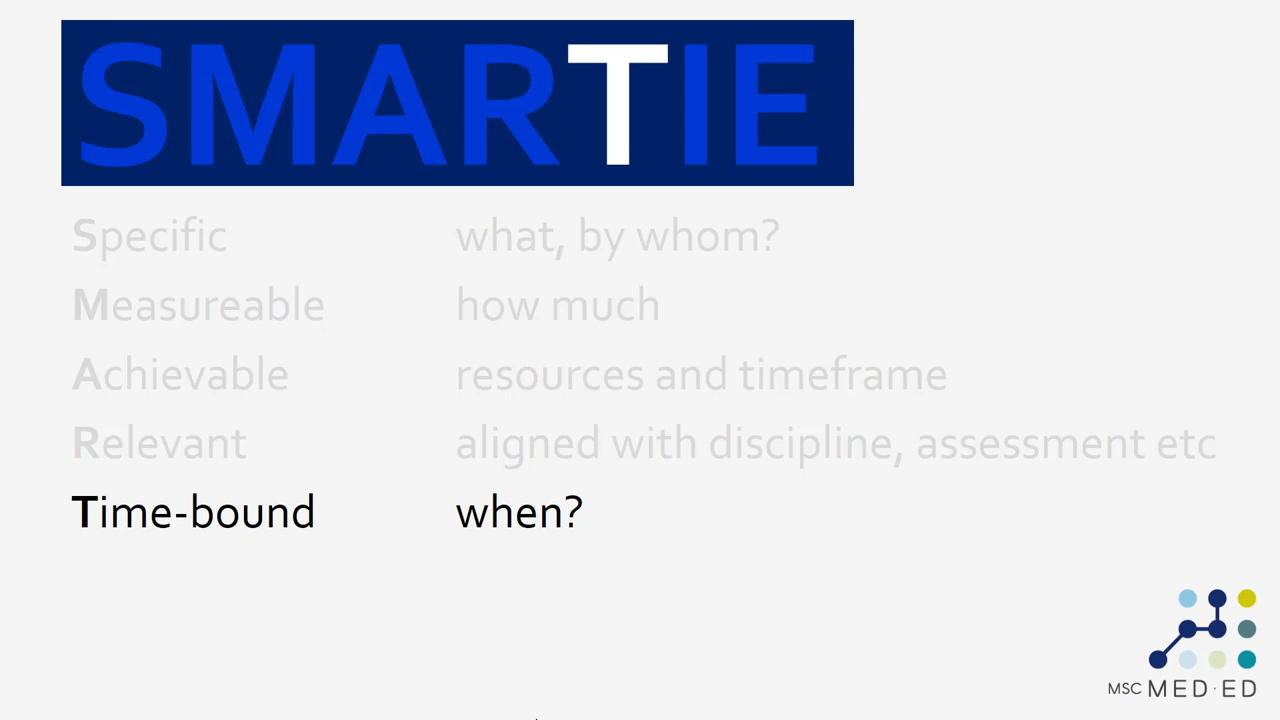 SMARTIE
Specific what, by whom?
Measureable how much
Achievable resources and timeframe
Relevant aligned with discipline, assessment etc
Time-bound when?
MSC MED·ED